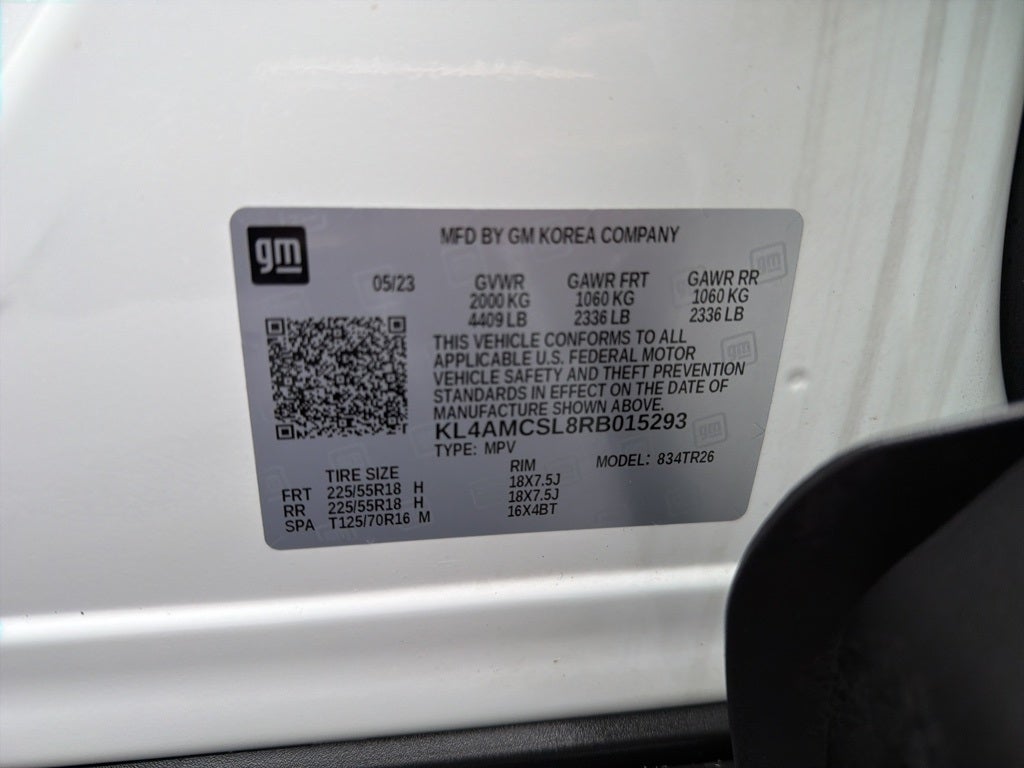 gm
MFD BY GM KOREA COMPANY
05/23 GVWR GAWR FRT GAWR RR
2000 KG 1060 KG 1060 KG
4409 LB 2336 LB 2336 LB
THIS VEHICLE CONFORMS TO ALL
APPLICABLE U.S. FEDERAL MOTOR
VEHICLE SAFETY AND THEFT PREVENTION
STANDARDS IN EFFECT ON THE DATE OF
MANUFACTURE SHOWN ABOVE.
KL4AMCSL8RB015293
TYPE: MPV MODEL: 834TR26
TIRE SIZE RIM
FRT 225/55R18 H 18X7.5J
RR 225/55R18 H 18X7.5J
SPA T125/70R16 M 16X4BT